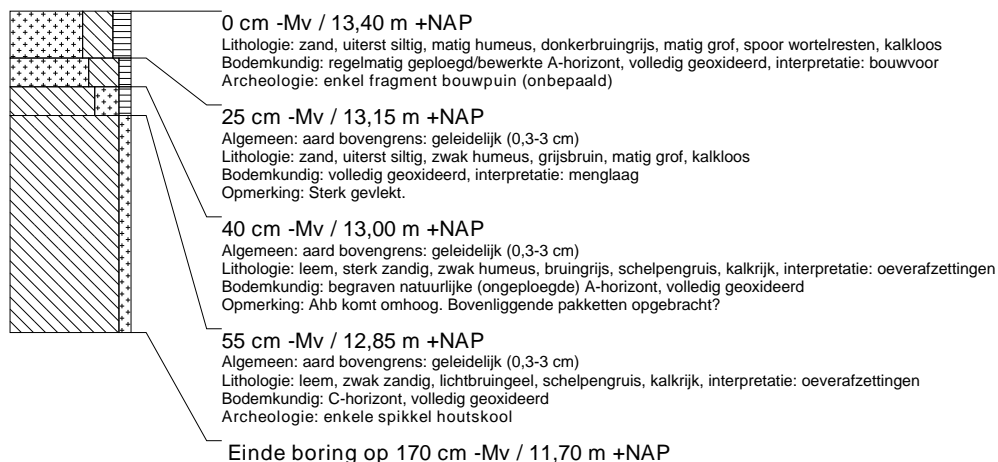 0 cm -Mv / 13,40 m +NAP
Lithologie: zand, uiterst siltig, matig humeus, donkerbruingrijs, matig grof, spoor wortelresten, kalkloos
Bodemkundig: regelmatig geploegd/bewerkte A-horizont, volledig geoxideerd, interpretatie: bouwvoor
Archeologie: enkel fragment bouwpuin (onbepaald)
25 cm -Mv / 13,15 m +NAP
Algemeen: aard bovengrens: geleidelijk (0,3-3 cm)
Lithologie: zand, uiterst siltig, zwak humeus, grijsbruin, matig grof, kalkloos
Bodemkundig: volledig geoxideerd, interpretatie: menglaag
Opmerking: Sterk gevlekt.
40 cm -Mv / 13,00 m +NAP
Algemeen: aard bovengrens: geleidelijk (0,3-3 cm)
Lithologie: leem, sterk zandig, zwak humeus, bruingrijs, schelpengruis, kalkrijk, interpretatie: oeverafzettingen
Bodemkundig: begraven natuurlijke (ongeploegde) A-horizont, volledig geoxideerd
Opmerking: Ahb komt omhoog. Bovenliggende pakketten opgebracht?
55 cm -Mv / 12,85 m +NAP
Algemeen: aard bovengrens: geleidelijk (0,3-3 cm)
Lithologie: leem, zwak zandig, lichtbruingeel, schelpengruis, kalkrijk, interpretatie: oeverafzettingen
Bodemkundig: C-horizont, volledig geoxideerd
Archeologie: enkele spikkel houtskool
Einde boring op 170 cm -Mv / 11,70 m +NAP